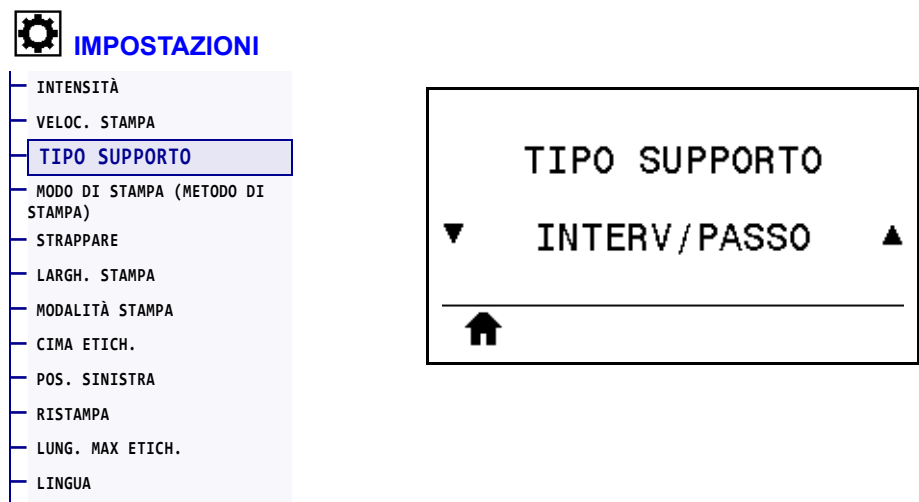 IMPOSTAZIONI
INTENSITÀ
VELOC. STAMPA
TIPO SUPPORTO
MODO DI STAMPA (METODO DI
STAMPA)
STRAPPARE
LARGH. STAMPA
MODALITÀ STAMPA
CIMA ETICH.
POS. SINISTRA
RISTAMPA
LUNG. MAX ETICH.
LINGUA
TIPO SUPPORTO
INTERV/PASSO